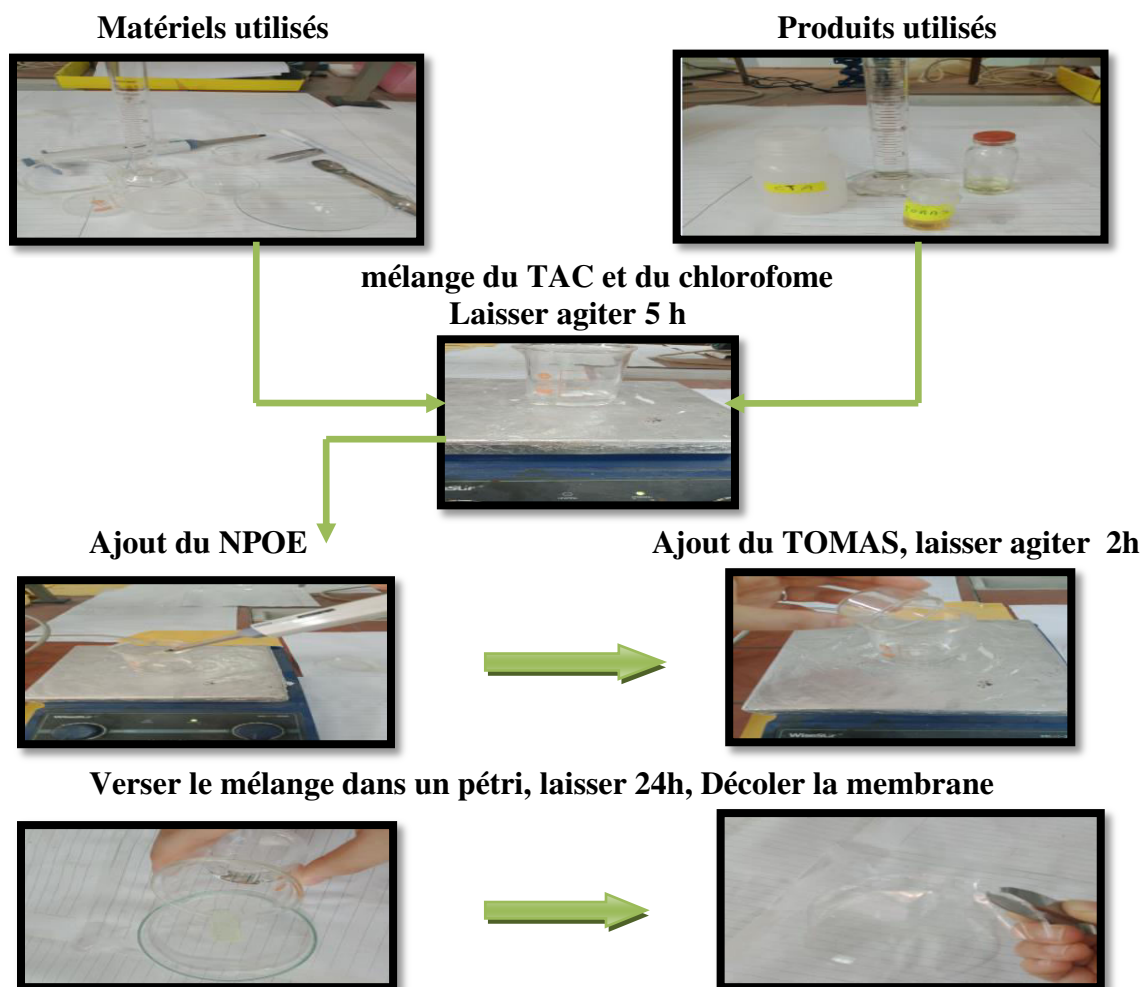 Matériels utilisés
Produits utilisés
CTA
mélange du TAC et du chlorofome
Laisser agiter 5 h
Ajout du NPOE
Ajout du TOMAS, laisser agiter 2h
Verser le mélange dans un pétri, laisser 24h, Décoler la membrane